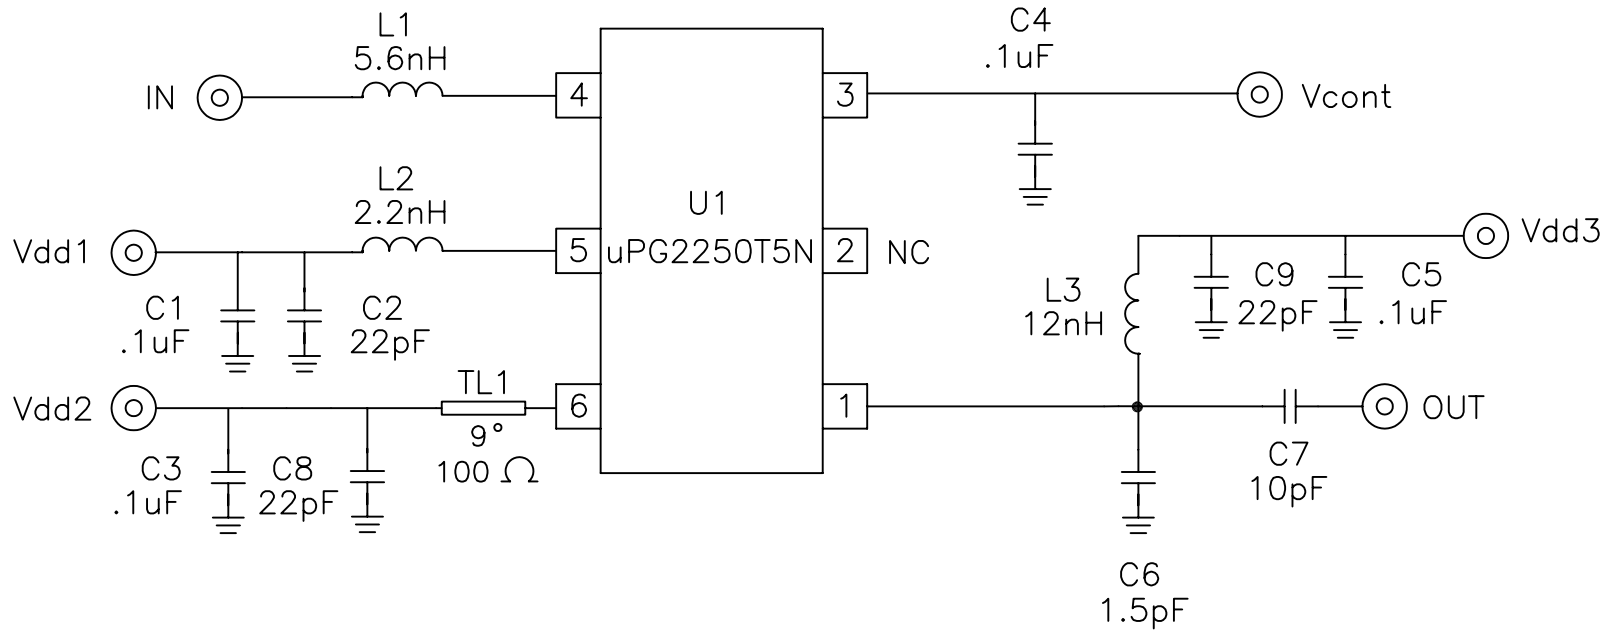 L1
5.6nH
IN
4
3
C4
.1uF
Vcont
L2
2.2nH
Vdd1
5
U1
uPG2250T5N
2
NC
C1
.1uF
C2
22pF
Vdd3
L3
12nH
C9
22pF
C5
.1uF
Vdd2
TL1
9°
100 Ω
6
1
OUT
C3
.1uF
C8
22pF
C7
10pF
C6
1.5pF